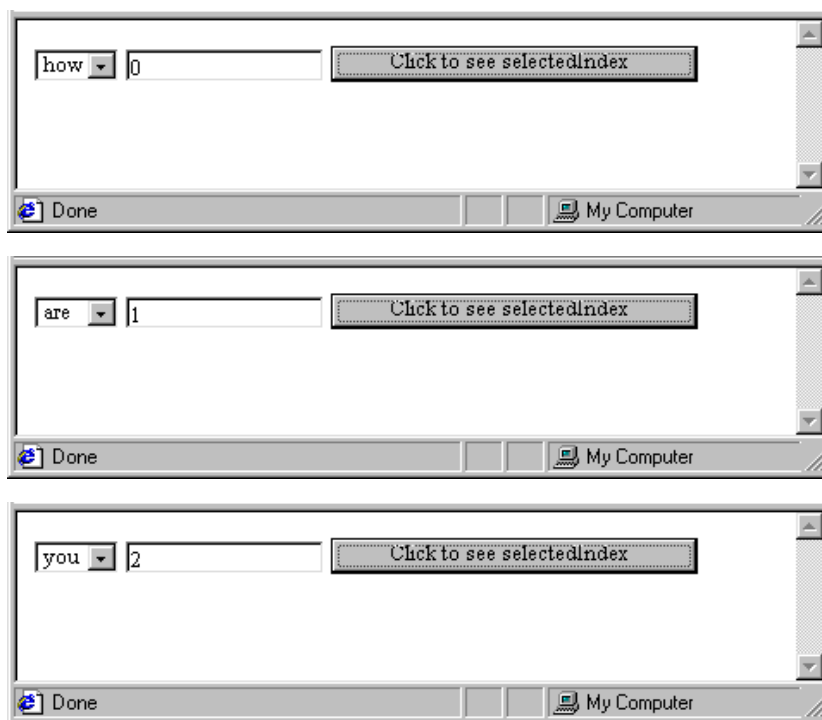 how 0 Click to see selectedIndex
Done My Computer
are 1 Click to see selectedIndex
Done My Computer
you 2 Click to see selectedIndex
Done My Computer